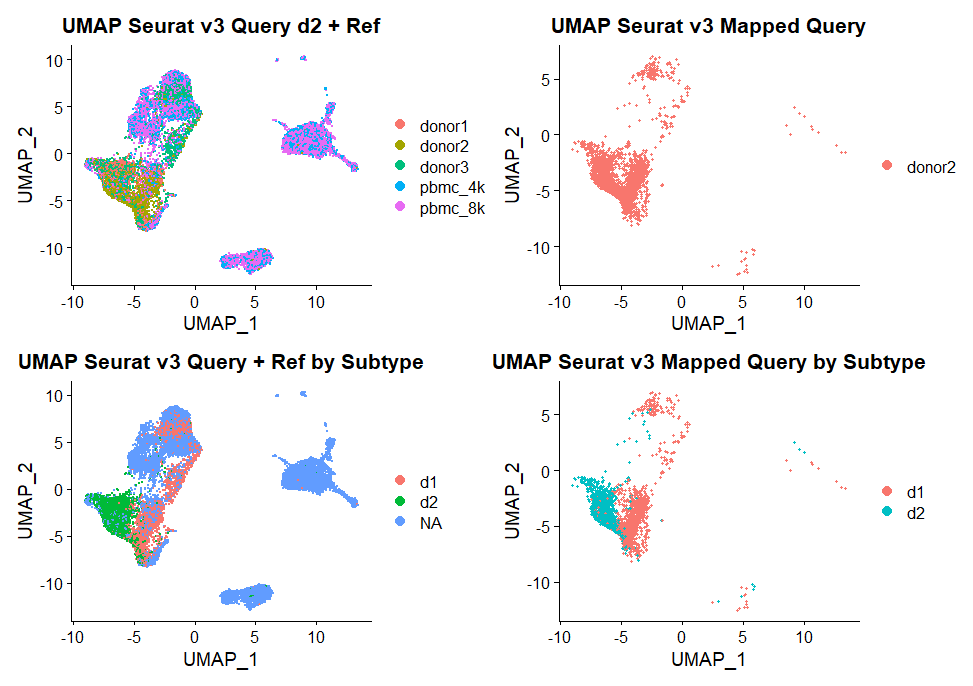 UMAP Seurat v3 Query d2 + Ref
10
5
0
-5
-10
UMAP_2
-10
-5
0
5
10
UMAP_1
donor1
donor2
donor3
pbmc_4k
pbmc_8k
UMAP Seurat v3 Mapped Query
5
0
-5
-10
UMAP_2
-10
-5
0
5
10
UMAP_1
donor2
UMAP Seurat v3 Query + Ref by Subtype
10
5
0
-5
-10
UMAP_2
-10
-5
0
5
10
UMAP_1
d1
d2
NA
UMAP Seurat v3 Mapped Query by Subtype
5
0
-5
-10
UMAP_2
-10
-5
0
5
10
UMAP_1
d1
d2